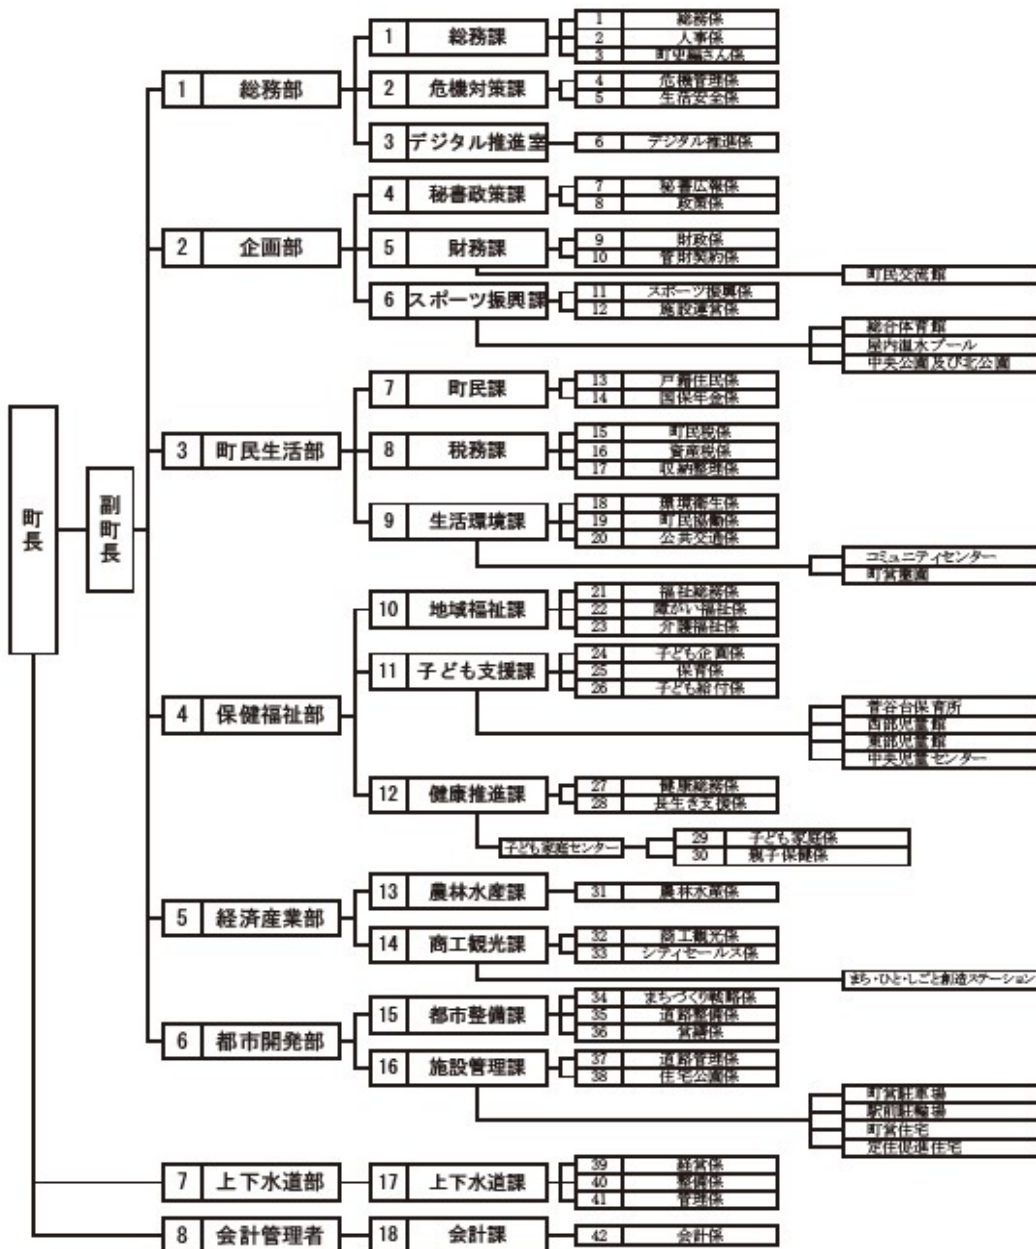 町長
副町長
1 総務部
1 総務課
1 総務係
2 人事係
3 町史編さん係
2 危機対策課
4 危機管理係
5 生活安全係
3 デジタル推進室
6 デジタル推進係
2 企画部
4 秘書政策課
7 秘書広報係
8 政策係
5 財務課
9 財政係
10 管財契約係
町民交流館
6 スポーツ振興課
11 スポーツ振興係
12 施設運営係
総合体育館
屋内温水プール
中央公園及び北公園
3 町民生活部
7 町民課
13 戸籍住民係
14 国保年金係
8 税務課
15 町民税係
16 資産税係
17 収納整理係
9 生活環境課
18 環境衛生係
19 町民協働係
20 公共交通係
コミュニティセンター
町営霊園
4 保健福祉部
10 地域福祉課
21 福祉総務係
22 障がい福祉係
23 介護福祉係
11 子ども支援課
24 子ども企画係
25 保育係
26 子ども給付係
菅谷台保育所
西部児童館
東部児童館
中央児童センター
12 健康推進課
27 健康総務係
28 長生き支援係
子ども家庭センター
29 子ども家庭係
30 親子保健係
5 経済産業部
13 農林水産課
31 農林水産係
14 商工観光課
32 商工観光係
33 シティセールス係
まち・ひと・しごと創造ステーション
6 都市開発部
15 都市整備課
34 まちづくり戦略係
35 道路整備係
36 営繕係
16 施設管理課
37 道路管理係
38 住宅公園係
町営駐車場
駅前駐輪場
町営住宅
定住促進住宅
7 上下水道部
17 上下水道課
39 経営係
40 整備係
41 管理係
8 会計管理者
18 会計課
42 会計係